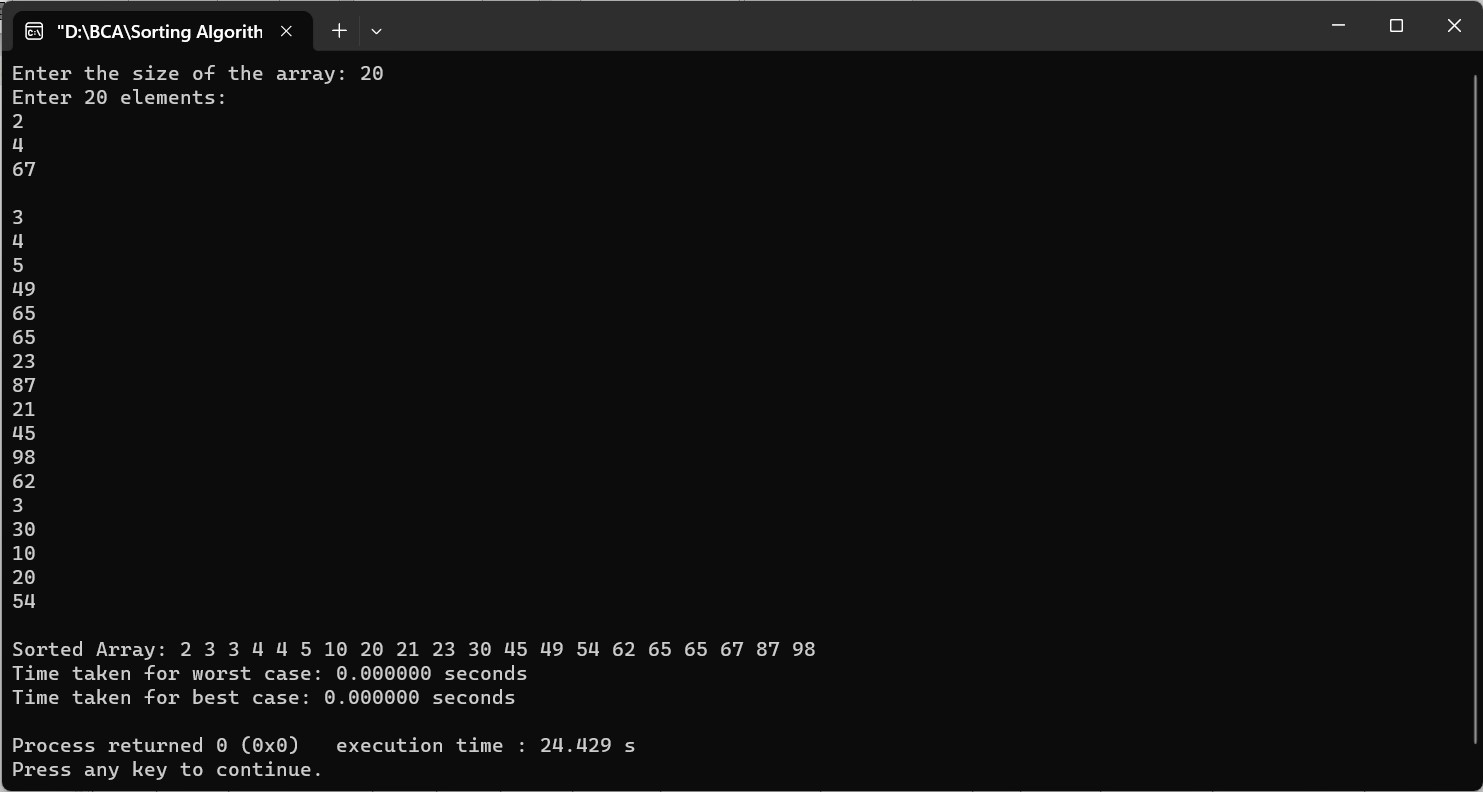 "D:\BCA\Sorting Algorith
Enter the size of the array: 20
Enter 20 elements:
2
4
67
3
4
5
49
65
65
23
87
21
45
98
62
3
30
10
20
54
Sorted Array: 2 3 3 4 4 5 10 20 21 23 30 45 49 54 62 65 65 67 87 98
Time taken for worst case: 0.000000 seconds
Time taken for best case: 0.000000 seconds
Process returned 0 (0x0)   execution time : 24.429 s
Press any key to continue.